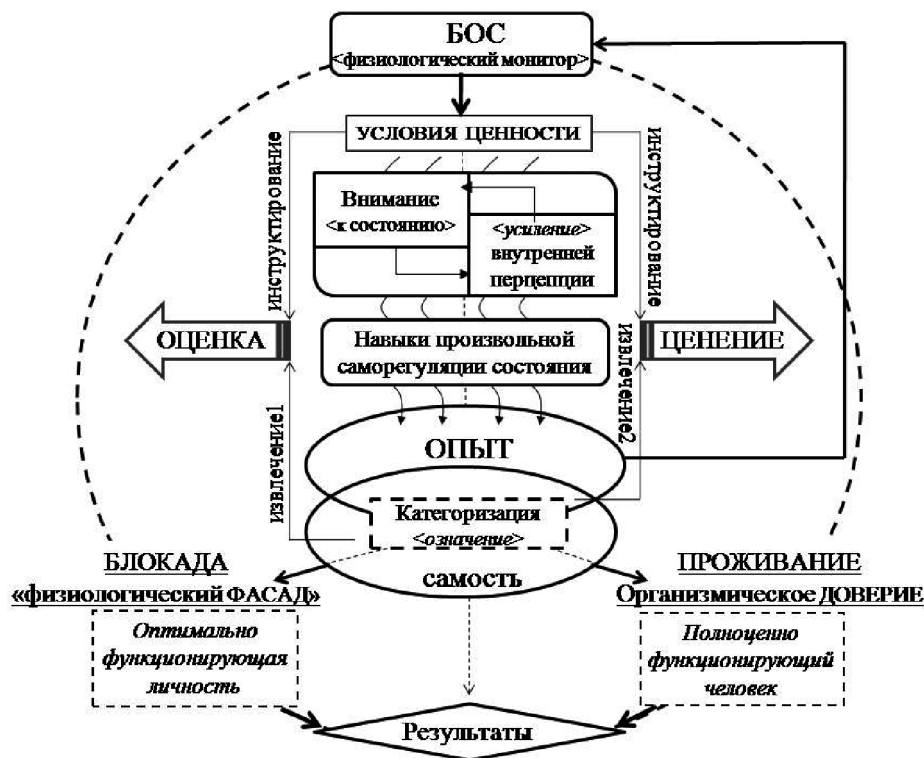 БОС
<физиологический монитор>
УСЛОВИЯ ЦЕННОСТИ
инструктирование
инструктирование
Внимание
<к состоянию>
<усиление>
внутренней
перцепции
ОЦЕНКА
ЦЕНЕНИЕ
Навыки произвольной
саморегуляции состояния
извлечение1
извлечение2
ОПЫТ
Категоризация
<означение>
самость
БЛОКАДА
«физиологический ФАСАД»
Оптимально
функционирующая
личность
ПРОЖИВАНИЕ
Организмическое ДОВЕРИЕ
Полноценно
функционирующий
человек
Результаты